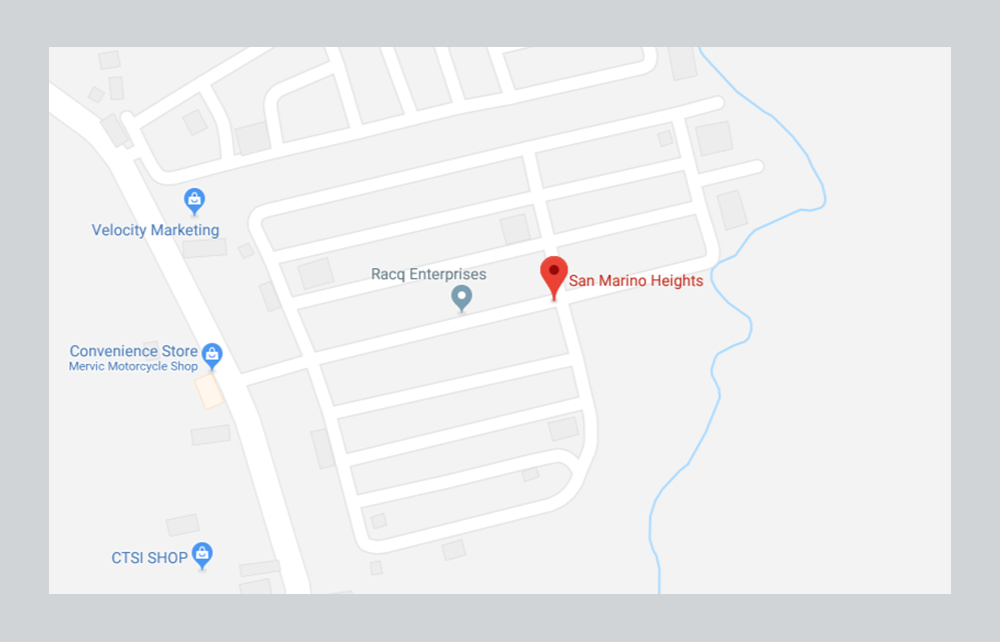 Velocity Marketing
Racq Enterprises
San Marino Heights
Convenience Store
Mervic Motorcycle Shop
CTSI SHOP